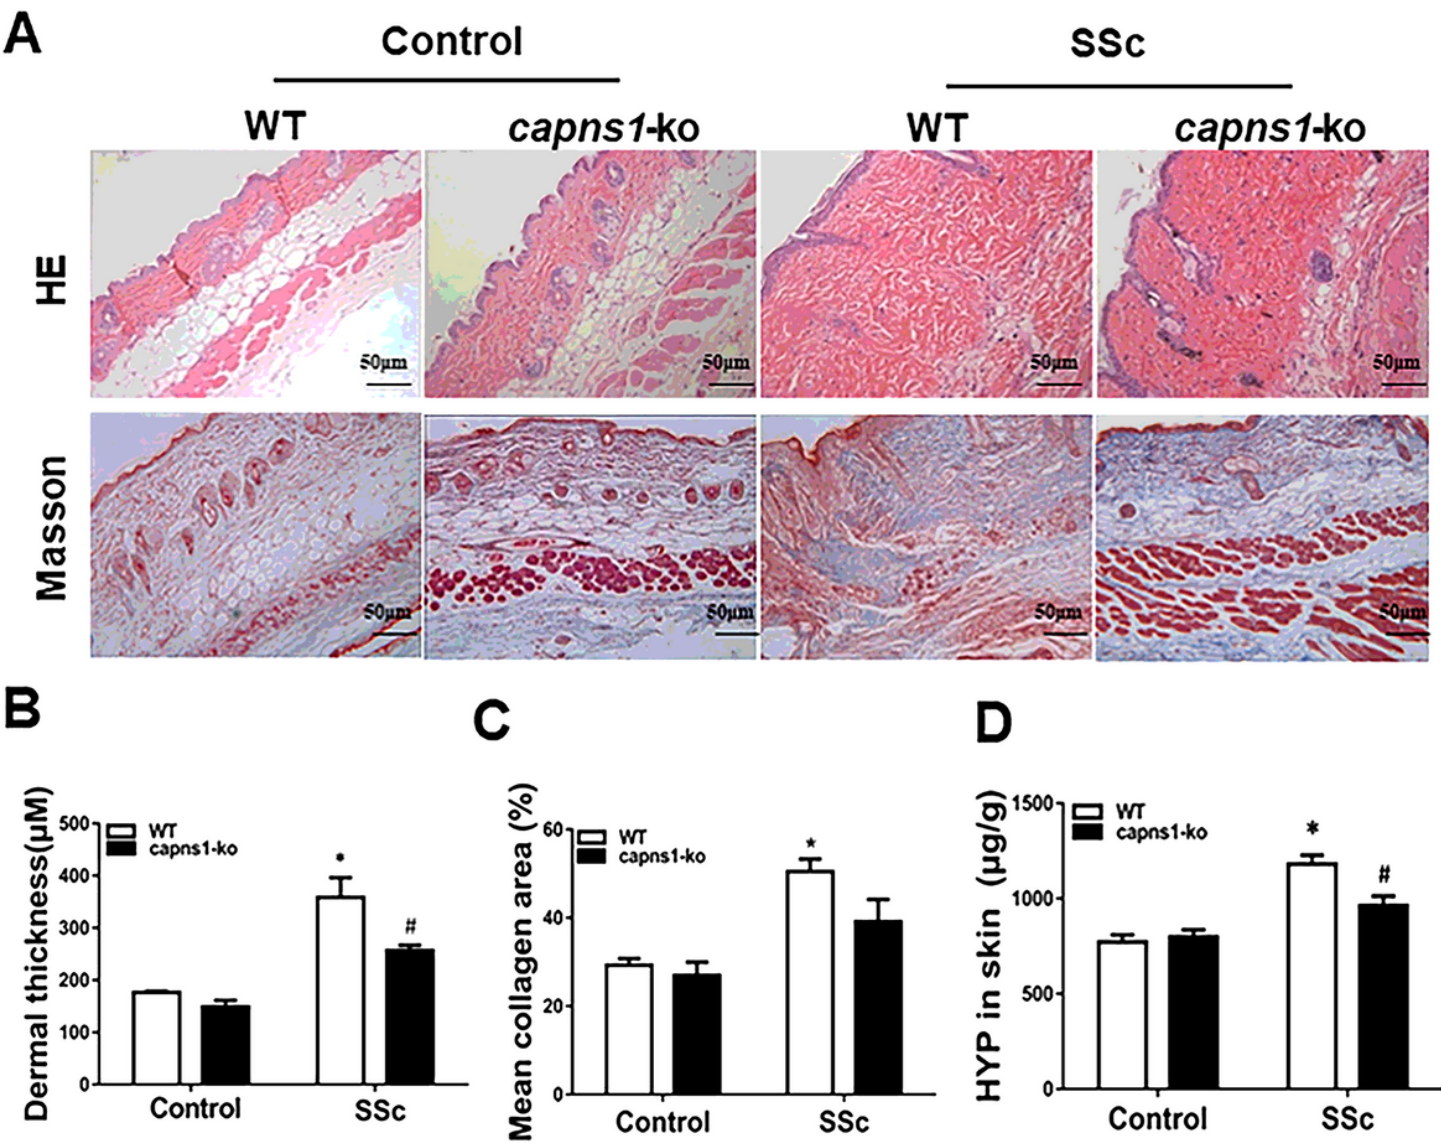 A
Control
SSc
WT
capns1-ko
WT
capns1-ko
HE
50µm
50µm
50µm
50µm
Masson
50µm
50µm
50µm
50µm
B
Dermal thickness(µM)
500
400
300
200
100
0
WT
capns1-ko
*
#
Control
SSc
C
Mean collagen area (%)
60
40
20
0
WT
capns1-ko
*
Control
SSc
D
HYP in skin (µg/g)
1500
1000
500
0
WT
capns1-ko
*
#
Control
SSc